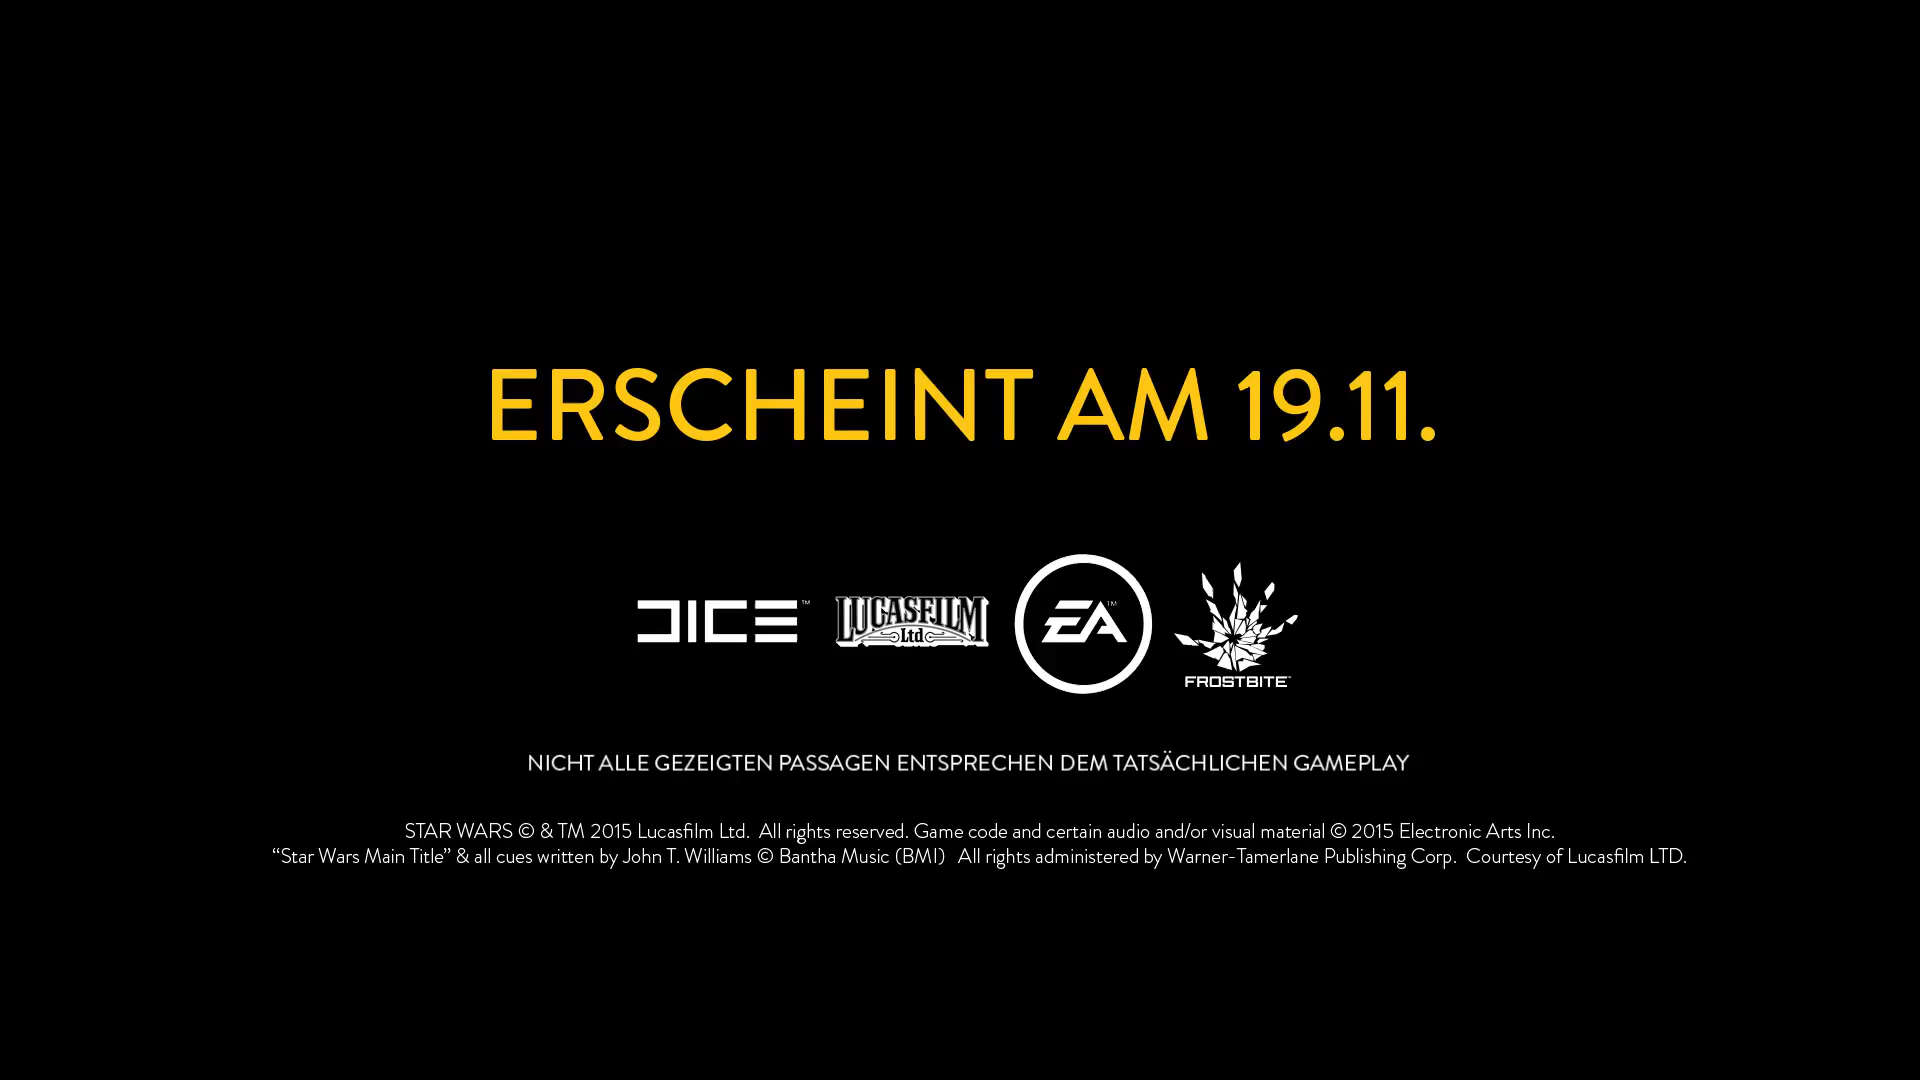 ERSCHEINT AM 19.11.
DICE™ LUCASFILM Ltd EA™ FROSTBITE™
NICHT ALLE GEZEIGTEN PASSAGEN ENTSPRECHEN DEM TATSÄCHLICHEN GAMEPLAY
STAR WARS © & TM 2015 Lucasfilm Ltd. All rights reserved. Game code and certain audio and/or visual material © 2015 Electronic Arts Inc.
“Star Wars Main Title” & all cues written by John T. Williams © Bantha Music (BMI) All rights administered by Warner-Tamerlane Publishing Corp. Courtesy of Lucasfilm LTD.